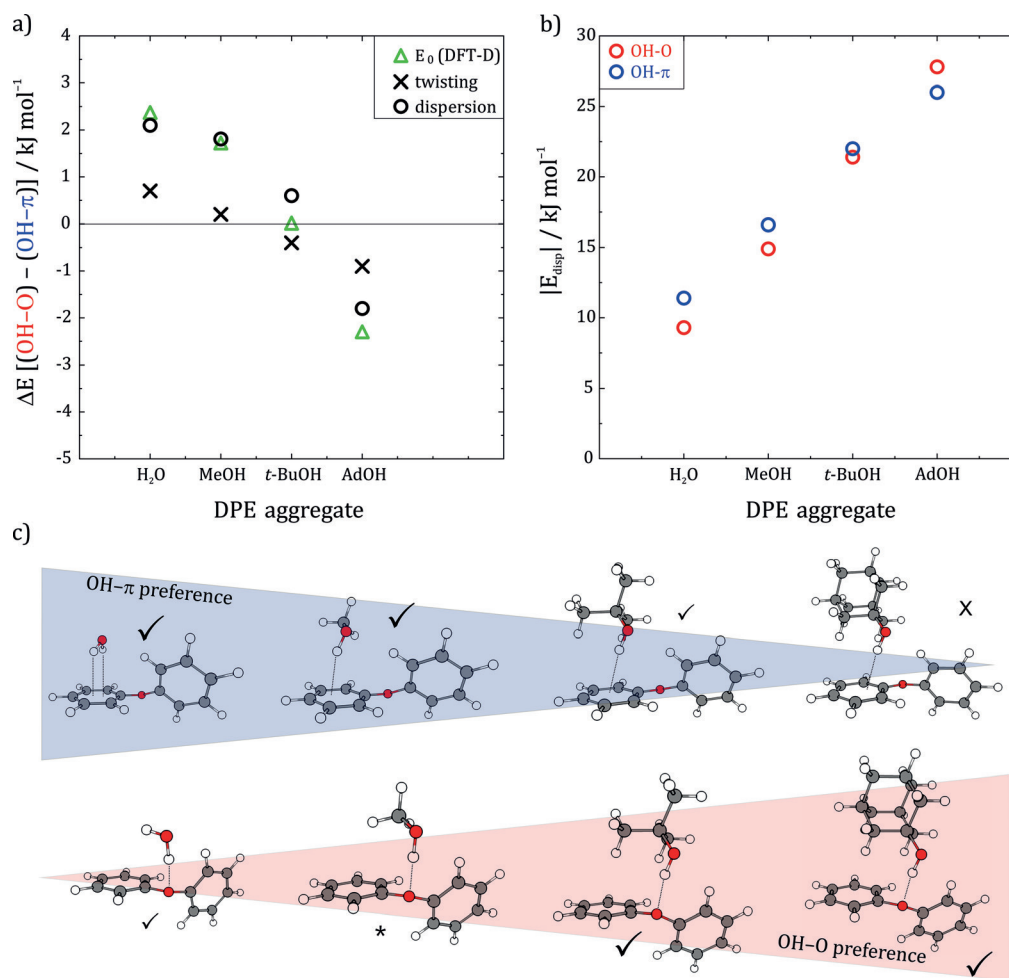 a)
4
3
2
1
0
-1
-2
-3
-4
-5
ΔE [(OH–O) – (OH–π)] / kJ mol⁻¹
E₀ (DFT-D)
twisting
dispersion
H₂O MeOH t-BuOH AdOH
DPE aggregate
b)
30
25
20
15
10
5
0
|E_disp| / kJ mol⁻¹
OH-O
OH-π
H₂O MeOH t-BuOH AdOH
DPE aggregate
c)
OH–π preference
✓ ✓ ✓ X
✓ * ✓ ✓
OH–O preference